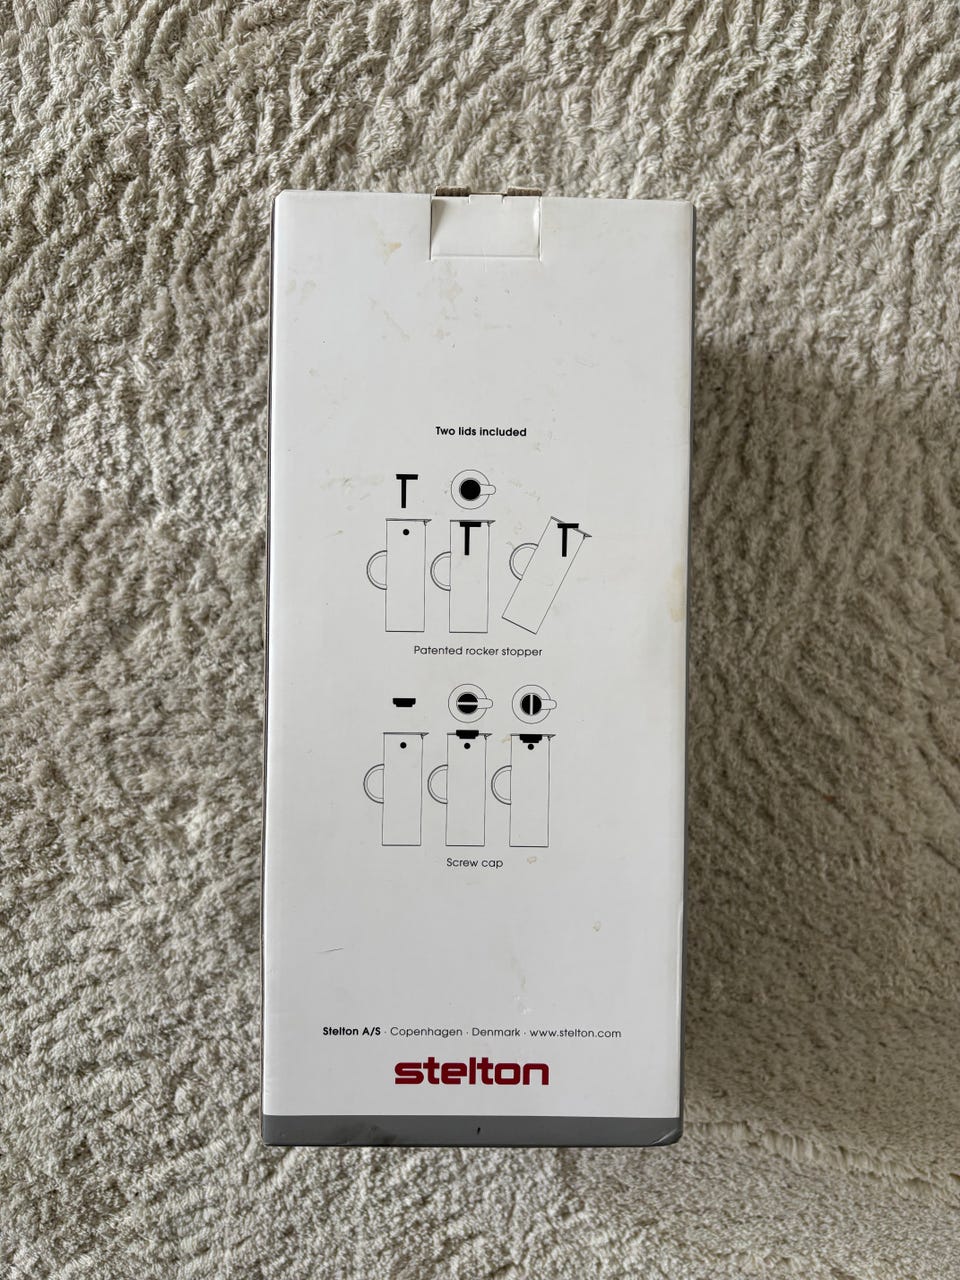 Two lids included
Patented rocker stopper
Screw cap
Stelton A/S · Copenhagen · Denmark · www.stelton.com
stelton